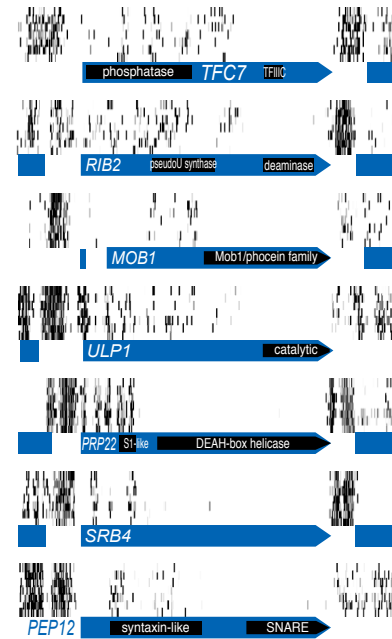 phosphatase TFC7 TFIIIC
RIB2 pseudoU synthase deaminase
MOB1 Mob1/phocein family
ULP1 catalytic
PRP22 S1-like DEAH-box helicase
SRB4
PEP12 syntaxin-like SNARE